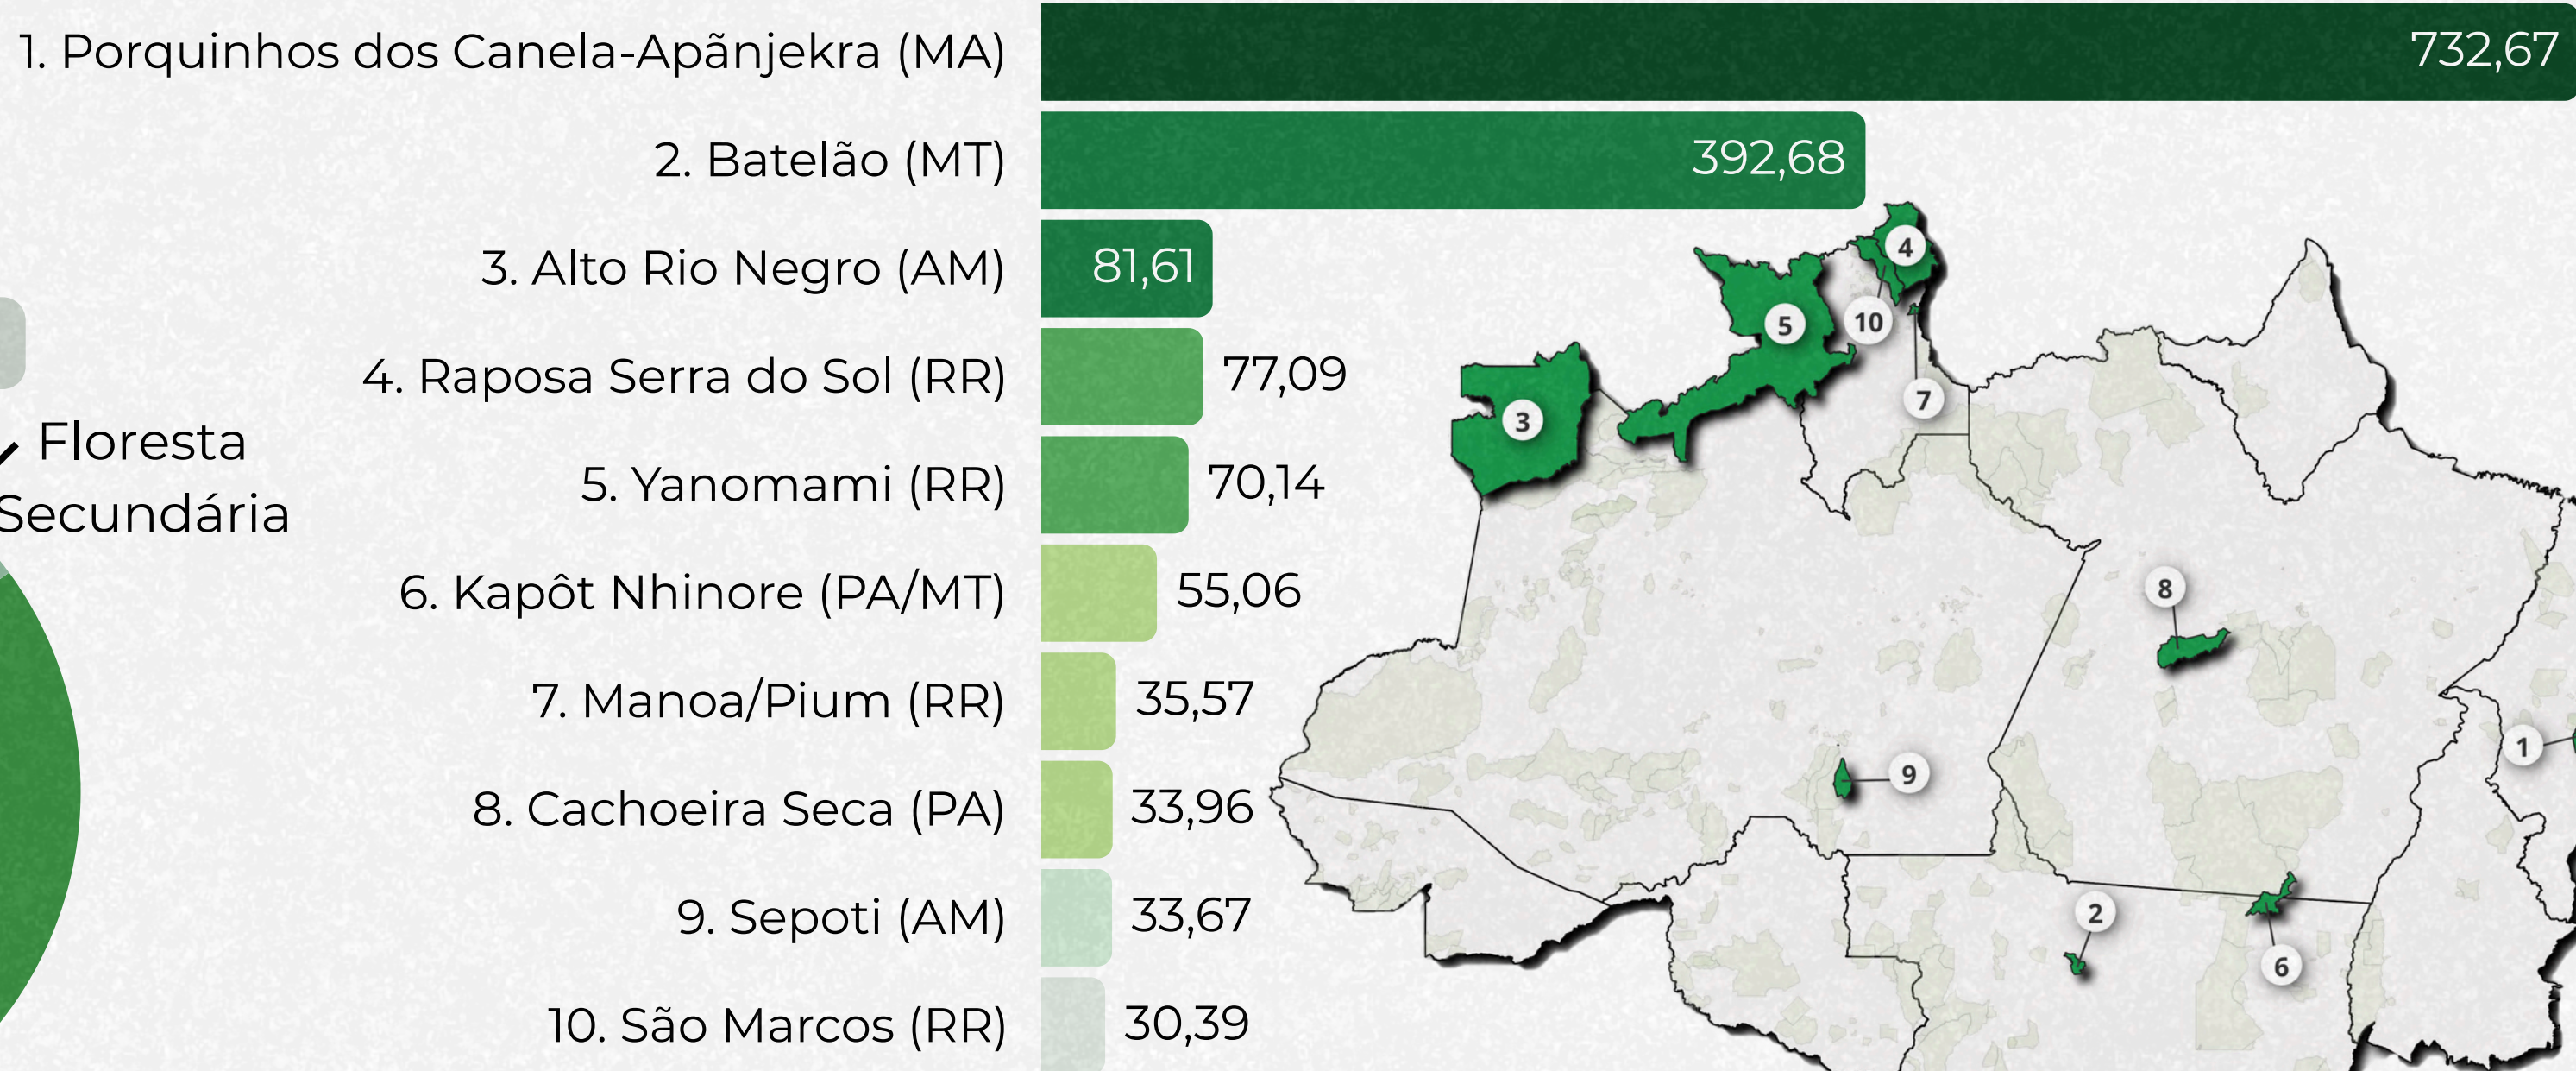 1. Porquinhos dos Canela-Apãnjekra (MA) 732,67
2. Batelão (MT) 392,68
3. Alto Rio Negro (AM) 81,61
4. Raposa Serra do Sol (RR) 77,09
5. Yanomami (RR) 70,14
6. Kapôt Nhinore (PA/MT) 55,06
7. Manoa/Pium (RR) 35,57
8. Cachoeira Seca (PA) 33,96
9. Sepoti (AM) 33,67
10. São Marcos (RR) 30,39
Floresta
Secundária
4
5
10
7
3
8
1
9
2
6